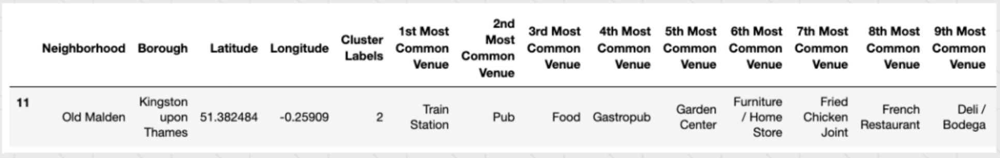 Neighborhood Borough Latitude Longitude Cluster Labels 1st Most Common Venue 2nd Most Common Venue 3rd Most Common Venue 4th Most Common Venue 5th Most Common Venue 6th Most Common Venue 7th Most Common Venue 8th Most Common Venue 9th Most Common Venue
11 Old Malden Kingston upon Thames 51.382484 -0.25909 2 Train Station Pub Food Gastropub Garden Center Furniture / Home Store Fried Chicken Joint French Restaurant Deli / Bodega